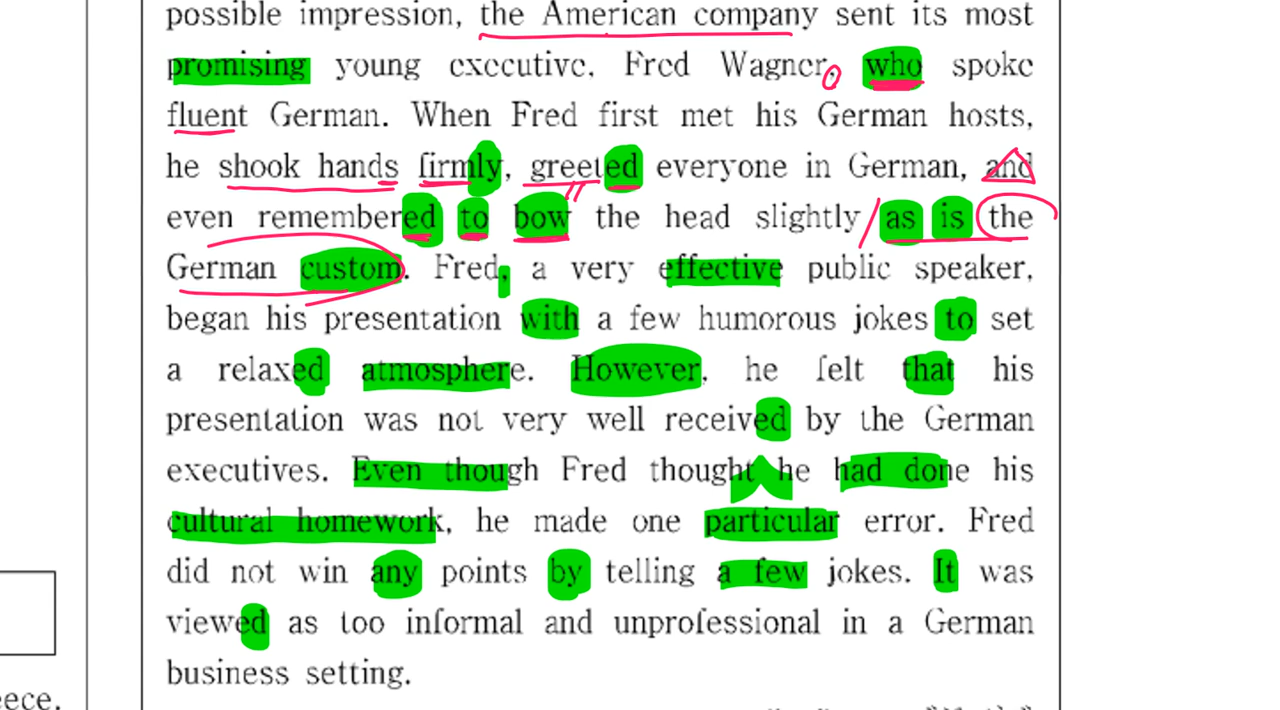 possible impression, the American company sent its most
promising young executive, Fred Wagner, who spoke
fluent German. When Fred first met his German hosts,
he shook hands firmly, greeted everyone in German, and
even remembered to bow the head slightly as is the
German custom. Fred, a very effective public speaker,
began his presentation with a few humorous jokes to set
a relaxed atmosphere. However, he felt that his
presentation was not very well received by the German
executives. Even though Fred thought he had done his
cultural homework, he made one particular error. Fred
did not win any points by telling a few jokes. It was
viewed as too informal and unprofessional in a German
business setting.
eece.